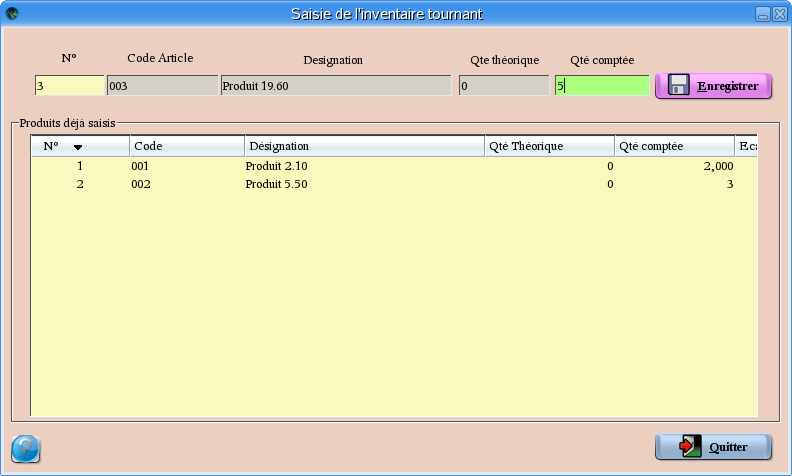 Saisie de l'inventaire tournant
N° Code Article Designation Qte théorique Qté comptée
3 003 Produit 19.60 0 5 Enregistrer
Produits déjà saisis
N° Code Désignation Qté Théorique Qté comptée Eca
1 001 Produit 2.10 0 2,000
2 002 Produit 5.50 0 3
? Quitter